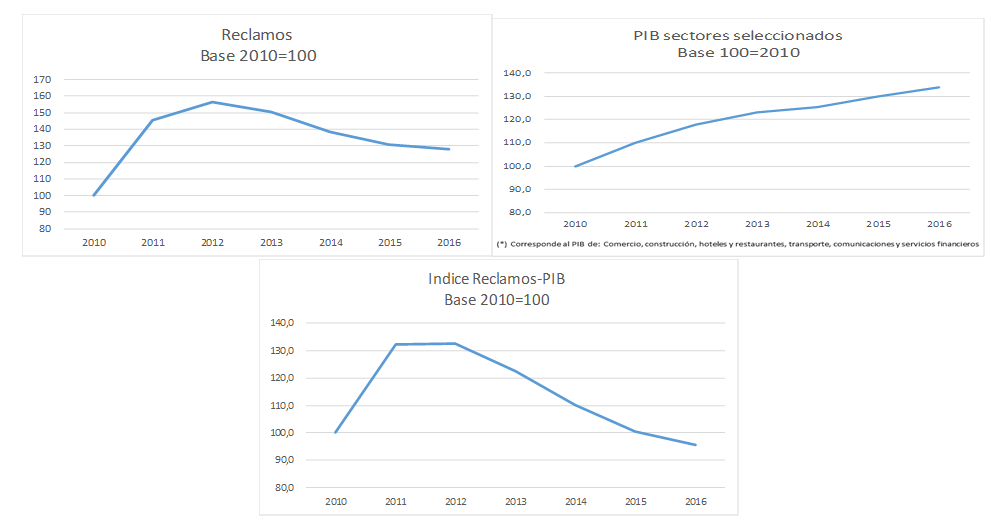 Reclamos
Base 2010=100
170
160
150
140
130
120
110
100
90
80
2010 2011 2012 2013 2014 2015 2016
PIB sectores seleccionados
Base 100=2010
140,0
130,0
120,0
110,0
100,0
90,0
80,0
2010 2011 2012 2013 2014 2015 2016
(*) Corresponde al PIB de: Comercio, construcción, hoteles y restaurantes, transporte, comunicaciones y servicios financieros
Indice Reclamos-PIB
Base 2010=100
140,0
130,0
120,0
110,0
100,0
90,0
80,0
2010 2011 2012 2013 2014 2015 2016